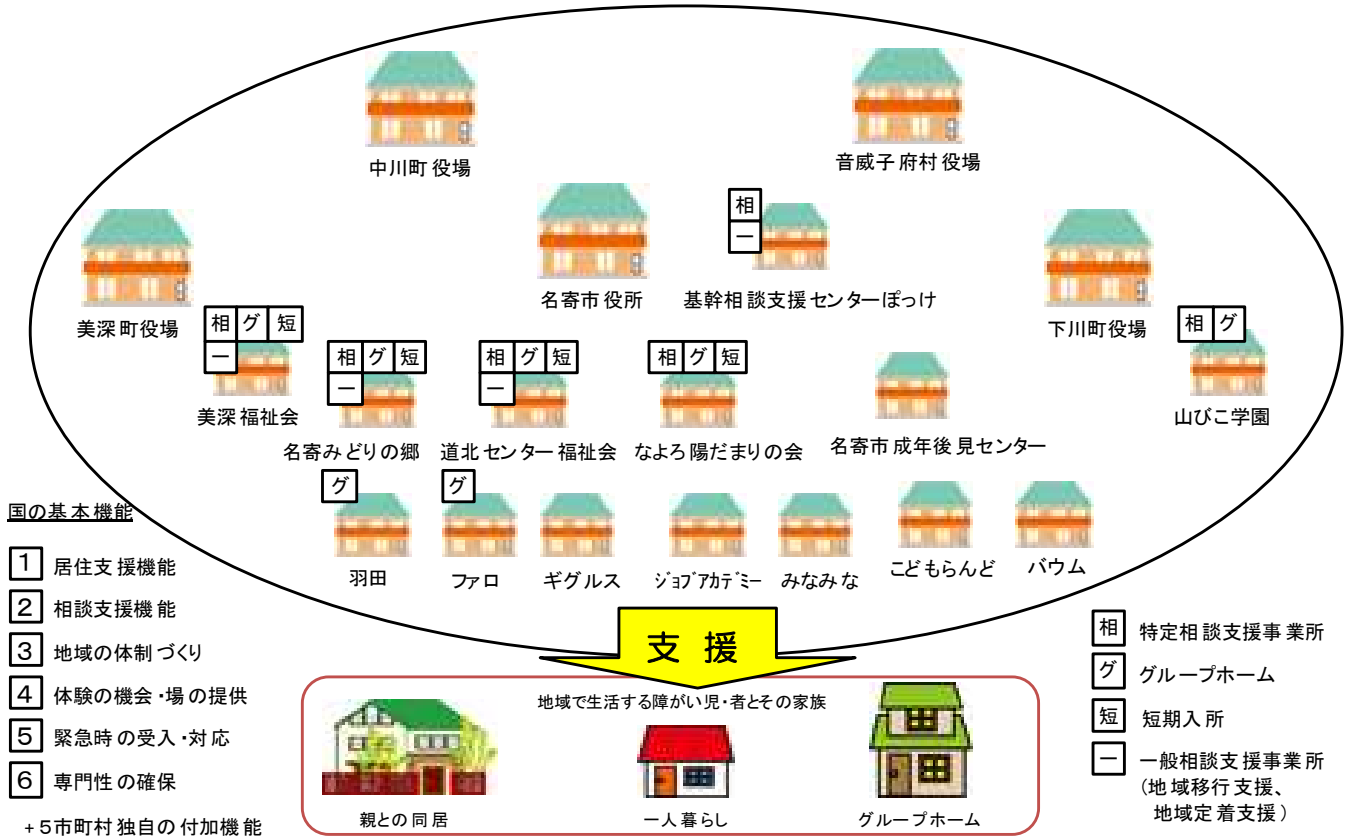 中川町役場
音威子府村役場
相
一
名寄市役所
基幹相談支援センターぽっけ
美深町役場
下川町役場
相 グ 短
一
美深福祉会
相 グ
山びこ学園
相 グ 短
一
名寄みどりの郷
相 グ 短
一
道北センター福祉会
相 グ 短
なよろ陽だまりの会
名寄市成年後見センター
グ
羽田
グ
ファロ
ギグルス
ジョブアカデミー
みなみな
こどもらんど
バウム
国の基本機能
1 居住支援機能
2 相談支援機能
3 地域の体制づくり
4 体験の機会・場の提供
5 緊急時の受入・対応
6 専門性の確保
+5市町村独自の付加機能
支 援
地域で生活する障がい児・者とその家族
親との同居
一人暮らし
グループホーム
相 特定相談支援事業所
グ グループホーム
短 短期入所
一 一般相談支援事業所
(地域移行支援、
地域定着支援)